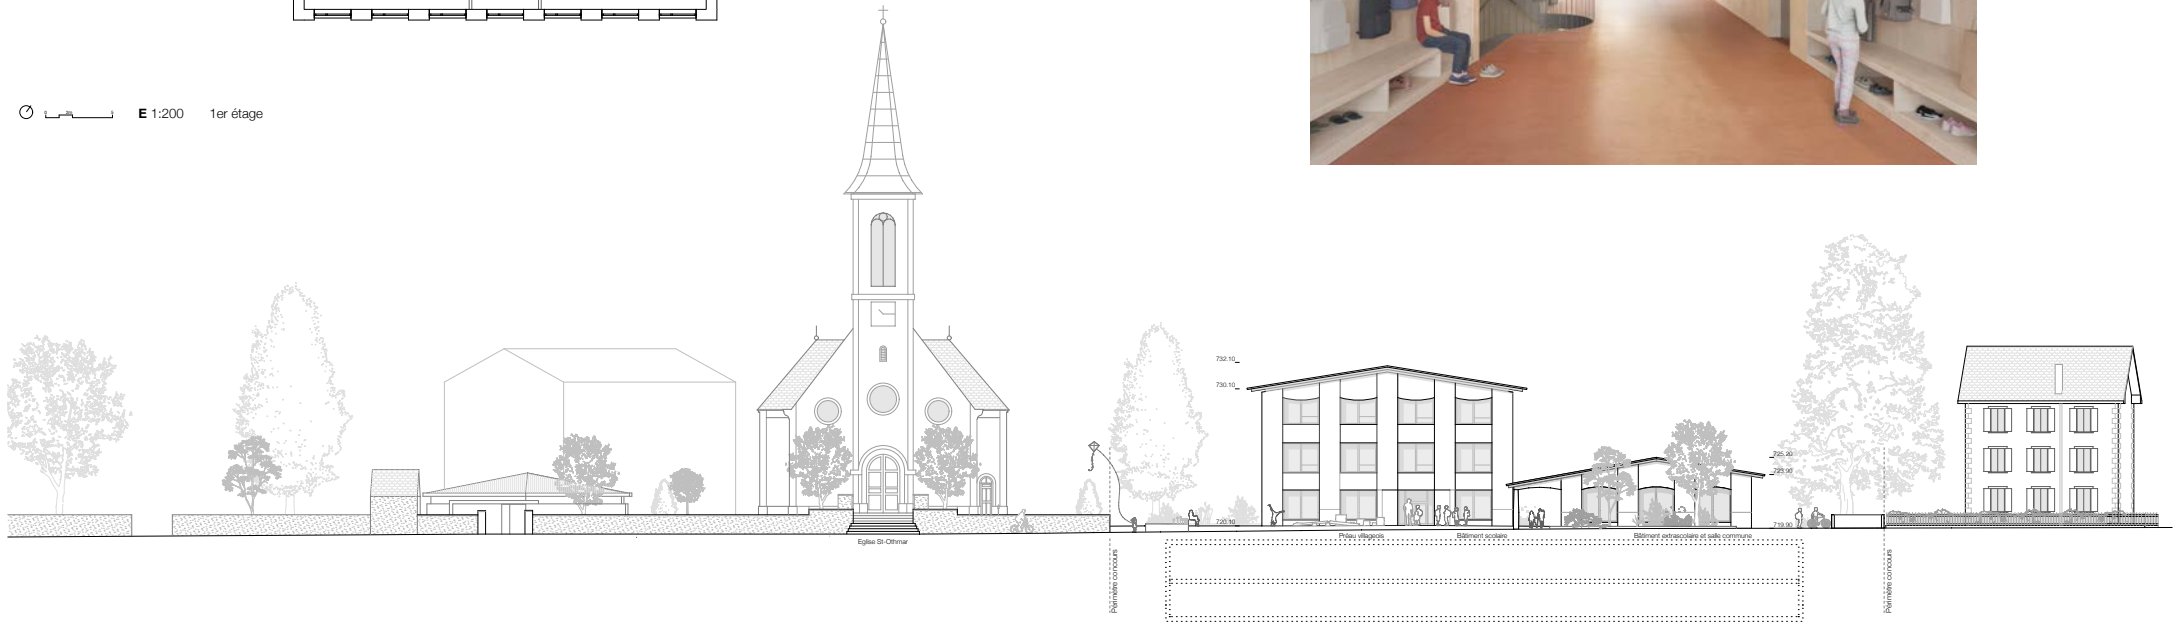 E 1:200 1er étage
732.10
730.10
725.20
723.90
720.10
719.90
Eglise St-Othmar
Préau villageois
Bâtiment scolaire
Bâtiment extrascolaire et salle commune
Périmètre concours
Périmètre concours